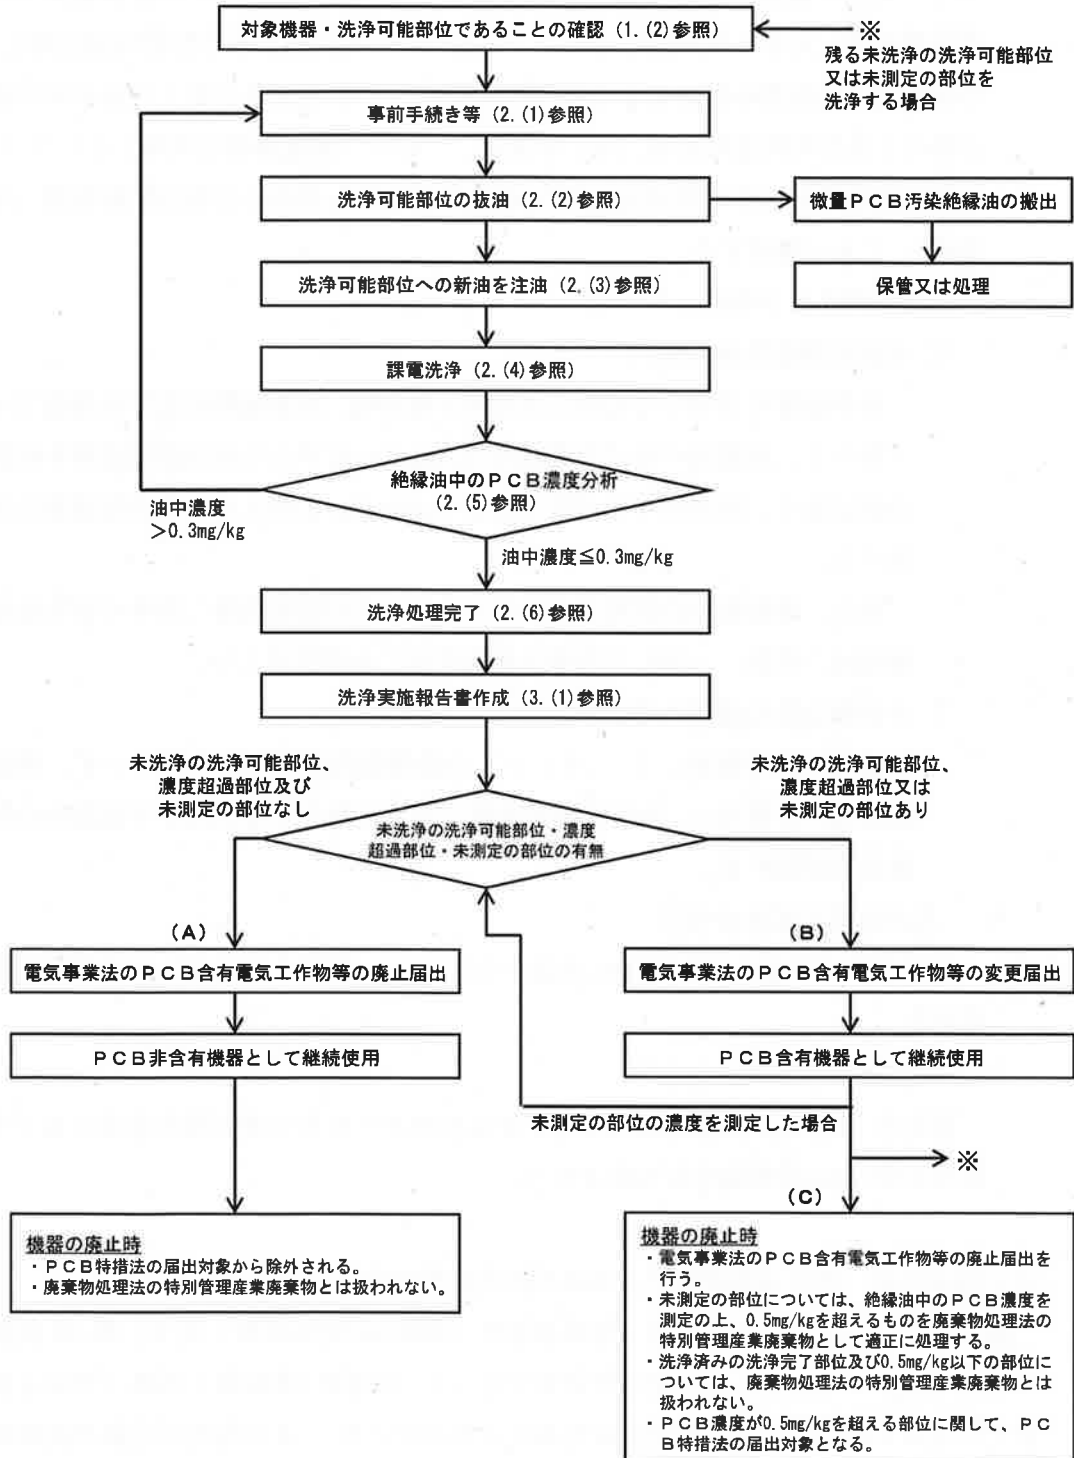 対象機器・洗浄可能部位であることの確認（1.(2)参照）
※
残る未洗浄の洗浄可能部位
又は未測定の部位を
洗浄する場合
事前手続き等（2.(1)参照）
洗浄可能部位の抜油（2.(2)参照）
微量ＰＣＢ汚染絶縁油の搬出
洗浄可能部位への新油を注油（2.(3)参照）
保管又は処理
課電洗浄（2.(4)参照）
絶縁油中のＰＣＢ濃度分析
（2.(5)参照）
油中濃度
＞0.3mg/kg
油中濃度≦0.3mg/kg
洗浄処理完了（2.(6)参照）
洗浄実施報告書作成（3.(1)参照）
未洗浄の洗浄可能部位、
濃度超過部位及び
未測定の部位なし
未洗浄の洗浄可能部位、
濃度超過部位又は
未測定の部位あり
未洗浄の洗浄可能部位・濃度
超過部位・未測定の部位の有無
（Ａ）
（Ｂ）
電気事業法のＰＣＢ含有電気工作物等の廃止届出
電気事業法のＰＣＢ含有電気工作物等の変更届出
ＰＣＢ非含有機器として継続使用
ＰＣＢ含有機器として継続使用
未測定の部位の濃度を測定した場合
※
（Ｃ）
機器の廃止時
・ＰＣＢ特措法の届出対象から除外される。
・廃棄物処理法の特別管理産業廃棄物とは扱われない。
機器の廃止時
・電気事業法のＰＣＢ含有電気工作物等の廃止届出を
行う。
・未測定の部位については、絶縁油中のＰＣＢ濃度を
測定の上、0.5mg/kgを超えるものを廃棄物処理法の
特別管理産業廃棄物として適正に処理する。
・洗浄済みの洗浄完了部位及び0.5mg/kg以下の部位に
ついては、廃棄物処理法の特別管理産業廃棄物とは
扱われない。
・ＰＣＢ濃度が0.5mg/kgを超える部位に関して、ＰＣ
Ｂ特措法の届出対象となる。